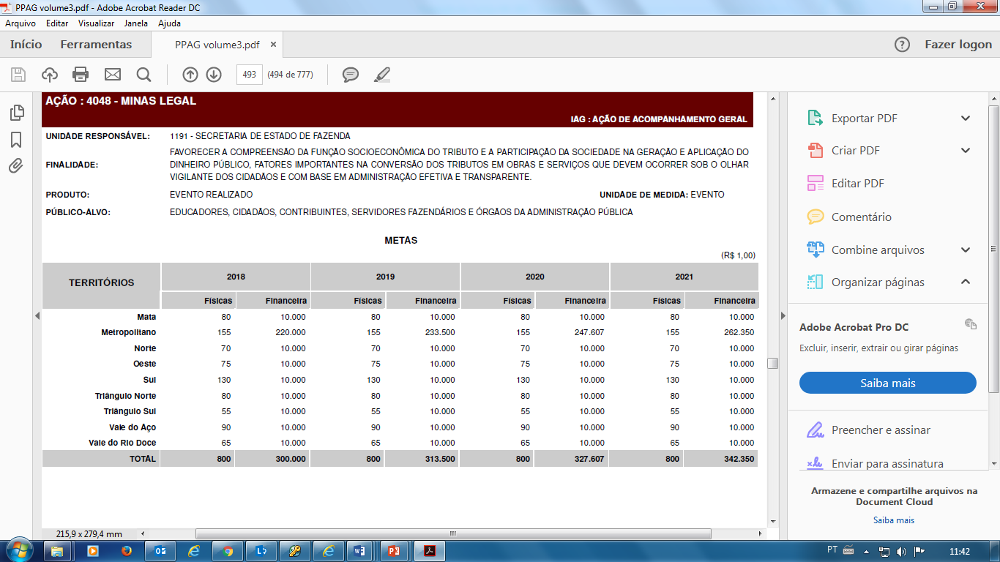 PPAG volume3.pdf - Adobe Acrobat Reader DC
Arquivo Editar Visualizar Janela Ajuda
Início Ferramentas PPAG volume3.pdf × ? Fazer logon
493 (494 de 777)
AÇÃO : 4048 - MINAS LEGAL
IAG : AÇÃO DE ACOMPANHAMENTO GERAL
UNIDADE RESPONSÁVEL: 1191 - SECRETARIA DE ESTADO DE FAZENDA
FINALIDADE: FAVORECER A COMPREENSÃO DA FUNÇÃO SOCIOECONÔMICA DO TRIBUTO E A PARTICIPAÇÃO DA SOCIEDADE NA GERAÇÃO E APLICAÇÃO DO
DINHEIRO PÚBLICO, FATORES IMPORTANTES NA CONVERSÃO DOS TRIBUTOS EM OBRAS E SERVIÇOS QUE DEVEM OCORRER SOB O OLHAR
VIGILANTE DOS CIDADÃOS E COM BASE EM ADMINISTRAÇÃO EFETIVA E TRANSPARENTE.
PRODUTO: EVENTO REALIZADO UNIDADE DE MEDIDA: EVENTO
PÚBLICO-ALVO: EDUCADORES, CIDADÃOS, CONTRIBUINTES, SERVIDORES FAZENDÁRIOS E ÓRGÃOS DA ADMINISTRAÇÃO PÚBLICA
METAS
(R$ 1,00)
TERRITÓRIOS 2018 2019 2020 2021
Físicas Financeira Físicas Financeira Físicas Financeira Físicas Financeira
Mata 80 10.000 80 10.000 80 10.000 80 10.000
Metropolitano 155 220.000 155 233.500 155 247.607 155 262.350
Norte 70 10.000 70 10.000 70 10.000 70 10.000
Oeste 75 10.000 75 10.000 75 10.000 75 10.000
Sul 130 10.000 130 10.000 130 10.000 130 10.000
Triângulo Norte 80 10.000 80 10.000 80 10.000 80 10.000
Triângulo Sul 55 10.000 55 10.000 55 10.000 55 10.000
Vale do Aço 90 10.000 90 10.000 90 10.000 90 10.000
Vale do Rio Doce 65 10.000 65 10.000 65 10.000 65 10.000
TOTAL 800 300.000 800 313.500 800 327.607 800 342.350
215,9 x 279,4 mm
Exportar PDF
Criar PDF
Editar PDF
Comentário
Combine arquivos
Organizar páginas
Adobe Acrobat Pro DC
Excluir, inserir, extrair ou girar páginas
Saiba mais
Preencher e assinar
Enviar para assinatura
Armazene e compartilhe arquivos na
Document Cloud
Saiba mais
PT 11:42